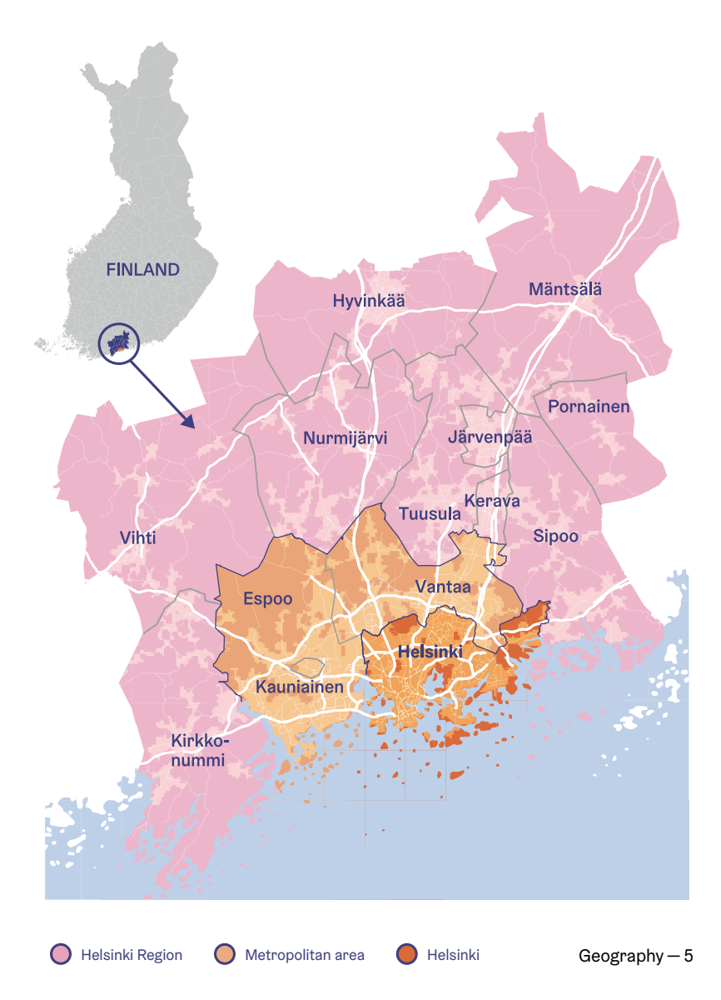 FINLAND
Hyvinkää
Mäntsälä
Pornainen
Nurmijärvi
Järvenpää
Kerava
Tuusula
Vihti
Sipoo
Vantaa
Espoo
Helsinki
Kauniainen
Kirkko-
nummi
Helsinki Region
Metropolitan area
Helsinki
Geography — 5